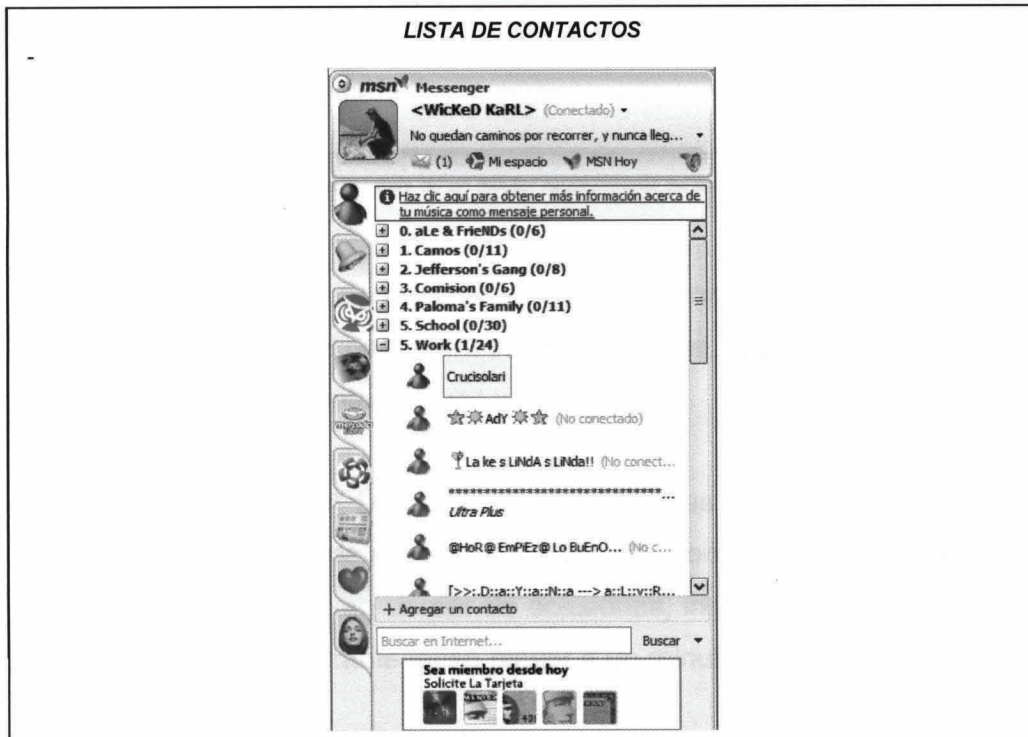 LISTA DE CONTACTOS
-
msn Messenger
<WicKeD KaRL> (Conectado)
No quedan caminos por recorrer, y nunca lleg...
(1) Mi espacio MSN Hoy
Haz clic aquí para obtener más información acerca de
tu música como mensaje personal.
0. aLe & FrieNDs (0/6)
1. Camos (0/11)
2. Jefferson's Gang (0/8)
3. Comision (0/6)
4. Paloma's Family (0/11)
5. School (0/30)
5. Work (1/24)
Crucisolari
AdY (No conectado)
La ke s LiNdA s LiNda!! (No conect...
******************************...
Ultra Plus
@HoR@ EmPiEz@ Lo BuEnO... (No c...
[>>:.D::a::Y::a::N::a ---> a::L::v::R...
+ Agregar un contacto
Buscar en Internet... Buscar
Sea miembro desde hoy
Solicite La Tarjeta